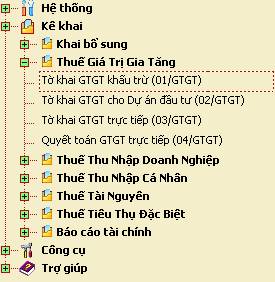 Hệ thống
Kê khai
Khai bổ sung
Thuế Giá Trị Gia Tăng
Tờ khai GTGT khấu trừ (01/GTGT)
Tờ khai GTGT cho Dự án đầu tư (02/GTGT)
Tờ khai GTGT trực tiếp (03/GTGT)
Quyết toán GTGT trực tiếp (04/GTGT)
Thuế Thu Nhập Doanh Nghiệp
Thuế Thu Nhập Cá Nhân
Thuế Tài Nguyên
Thuế Tiêu Thụ Đặc Biệt
Báo cáo tài chính
Công cụ
Trợ giúp